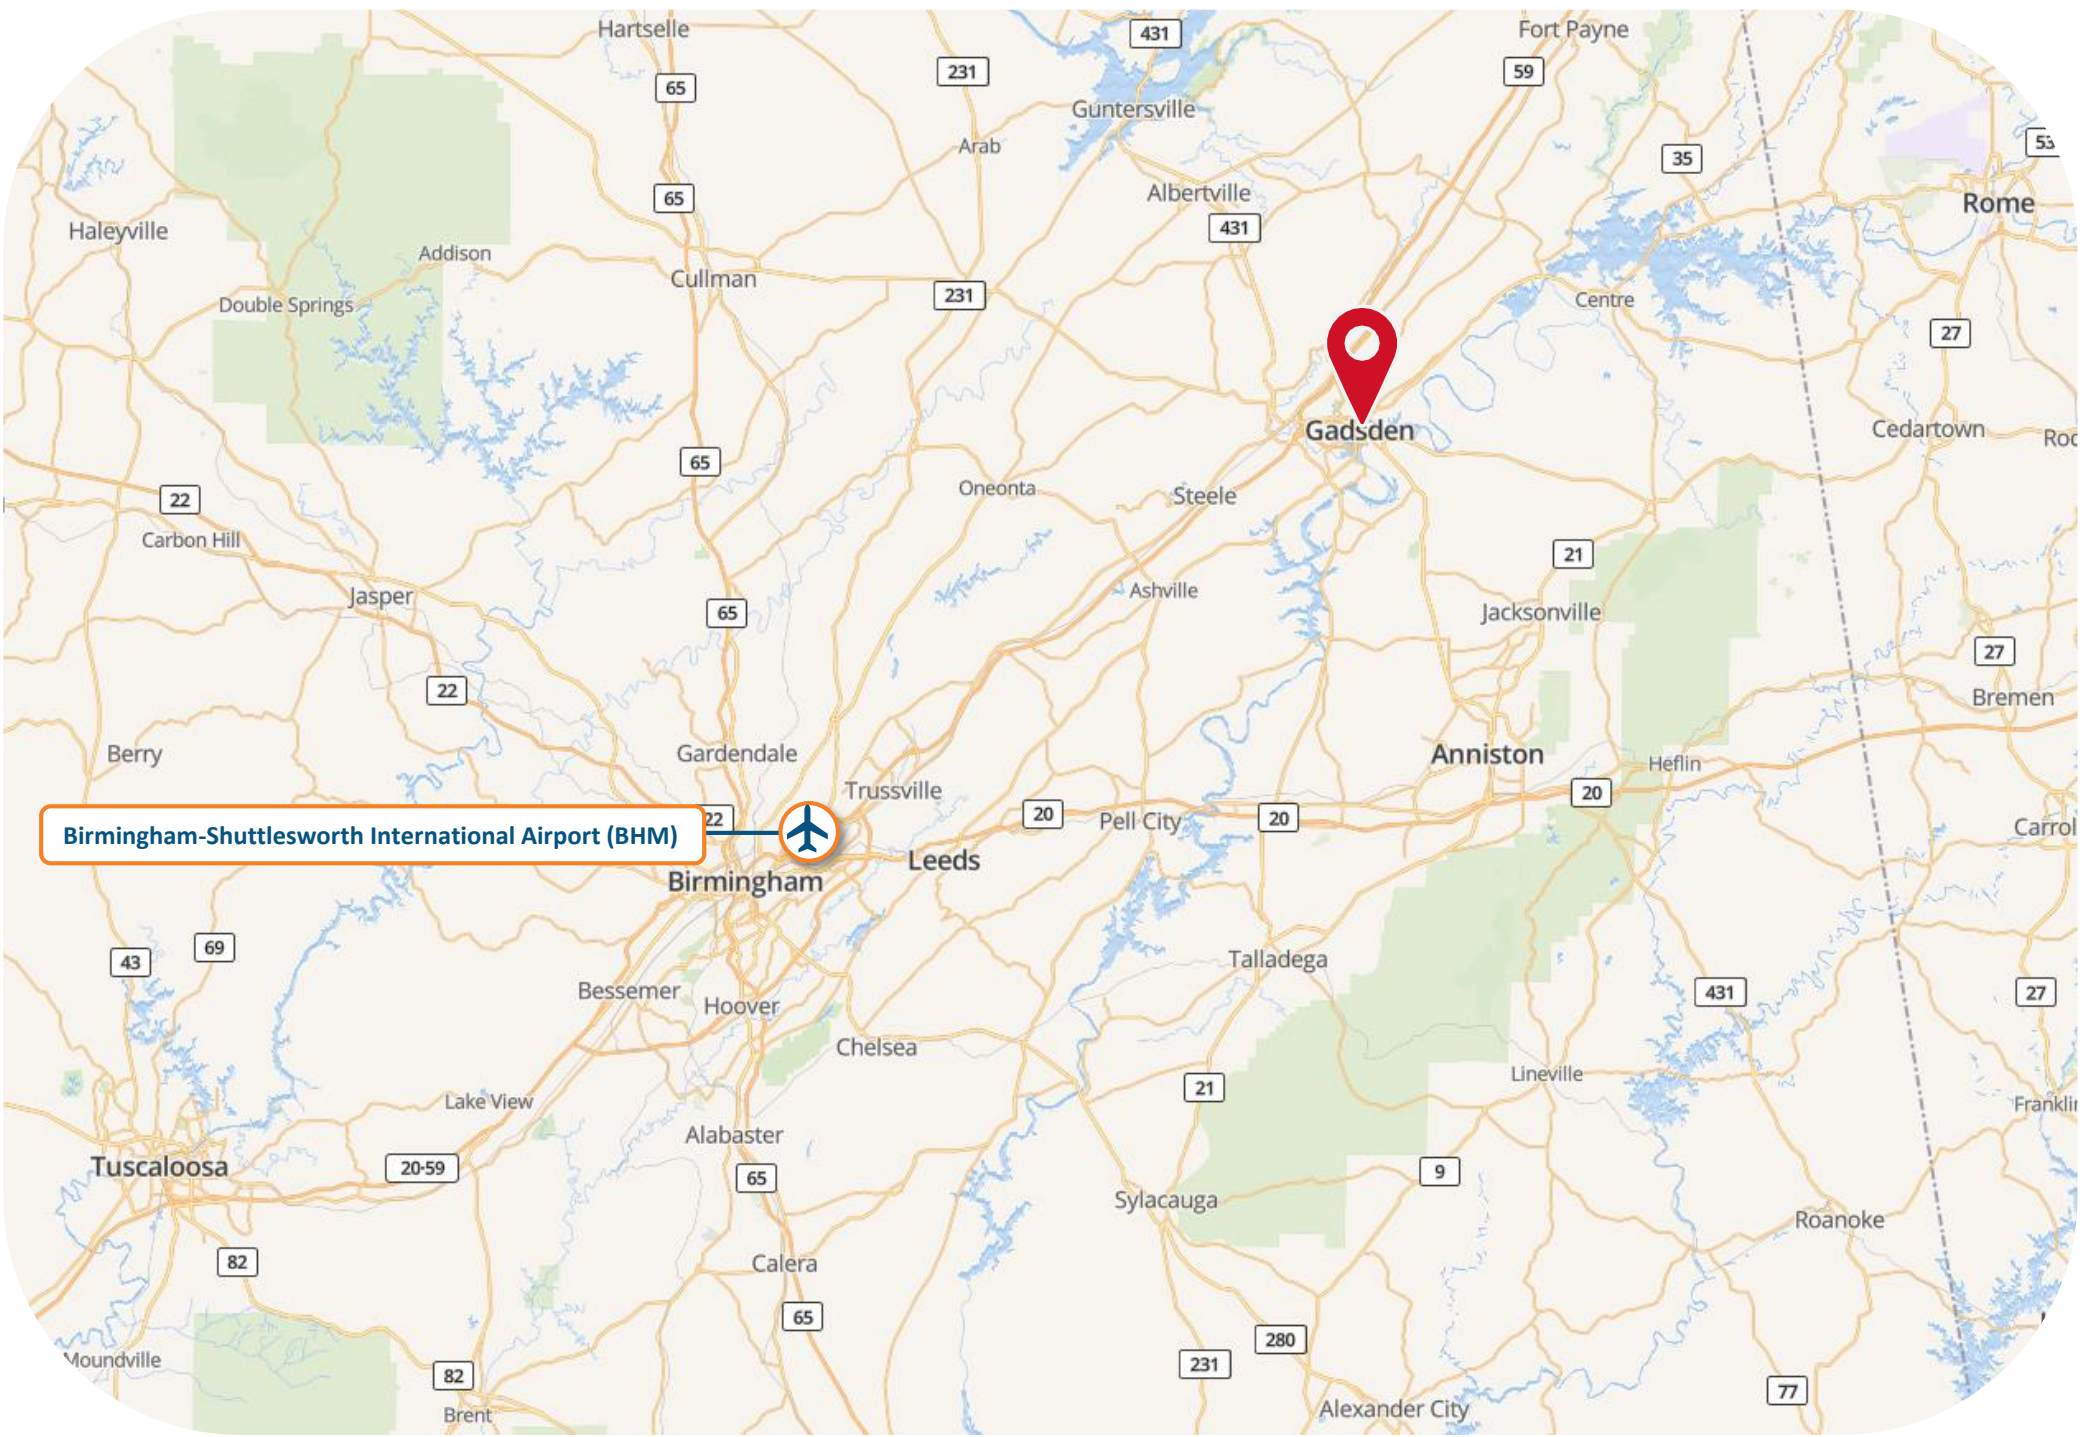 Hartselle
431
Fort Payne
231
59
65
Guntersville
Arab
35
65
Albertville
Rome
Haleyville
431
Addison
Cullman
Double Springs
231
Centre
27
Gadsden
Cedartown
65
Oneonta
Steele
22
Carbon Hill
21
Jasper
Ashville
65
Jacksonville
27
22
Bremen
Berry
Gardendale
Anniston
Heflin
Trussville
20
20
Pell City
20
22
Birmingham-Shuttlesworth International Airport (BHM)
Carrol
Leeds
Birmingham
69
43
Talladega
Bessemer
431
27
Hoover
Chelsea
Lineville
21
Lake View
Franklin
Alabaster
Tuscaloosa
20-59
65
9
Sylacauga
Roanoke
82
Calera
65
280
Moundville
231
82
77
Brent
Alexander City